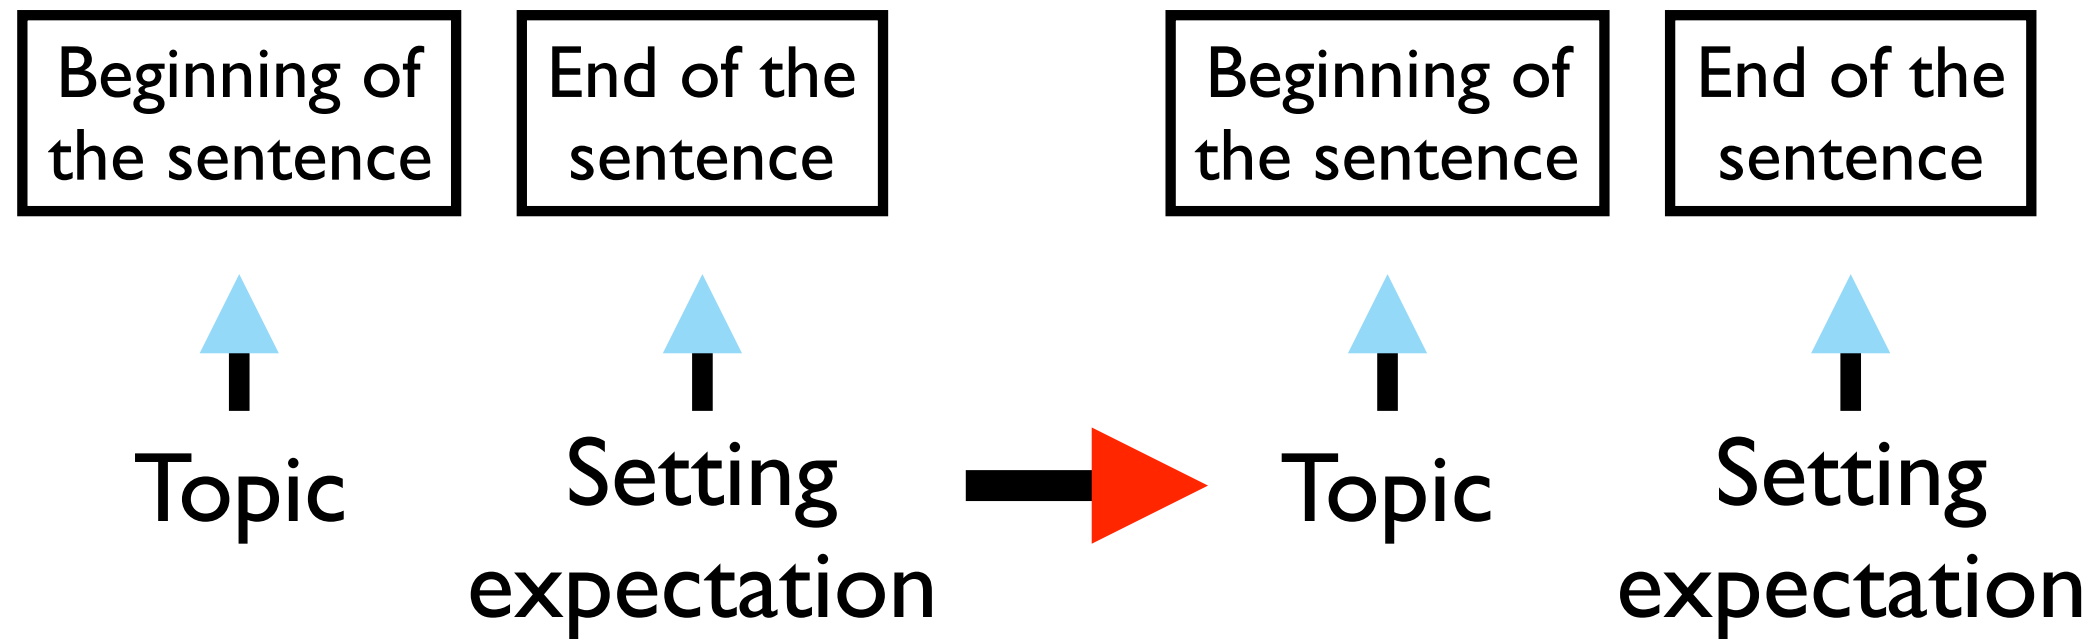 Beginning of
the sentence
End of the
sentence
Beginning of
the sentence
End of the
sentence
Topic
Setting
expectation
Topic
Setting
expectation